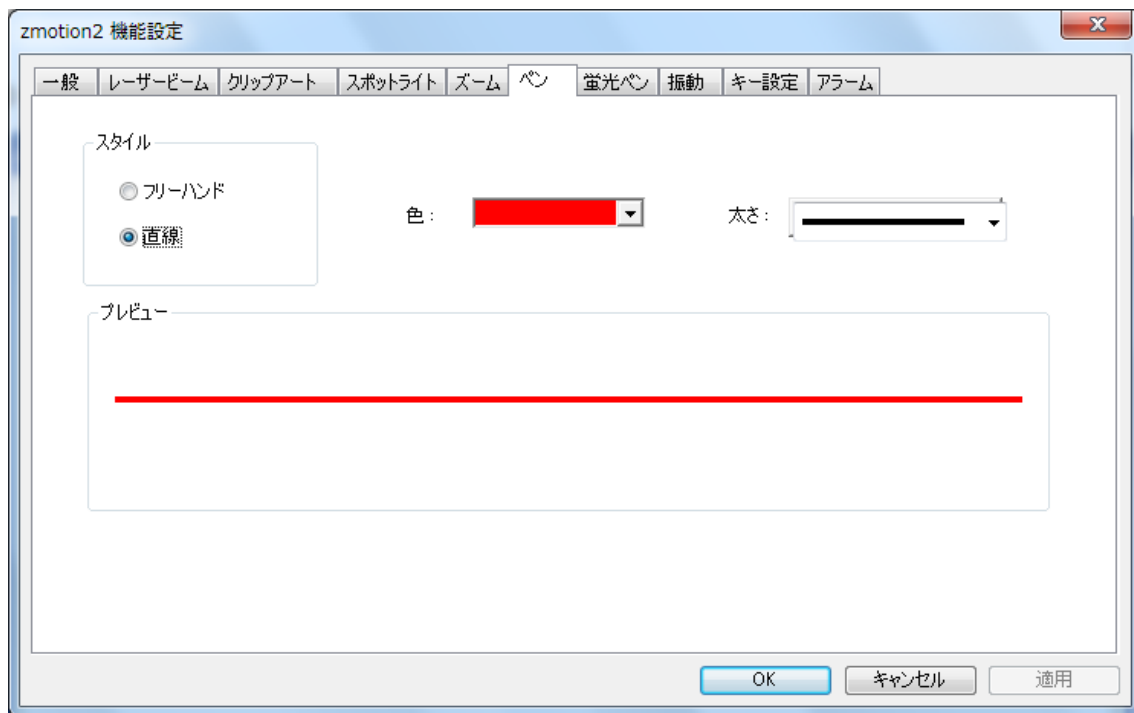 zmotion2 機能設定
一般 レーザービーム クリップアート スポットライト ズーム ペン 蛍光ペン 振動 キー設定 アラーム
スタイル
フリーハンド
直線
色：
太さ：
プレビュー
OK キャンセル 適用